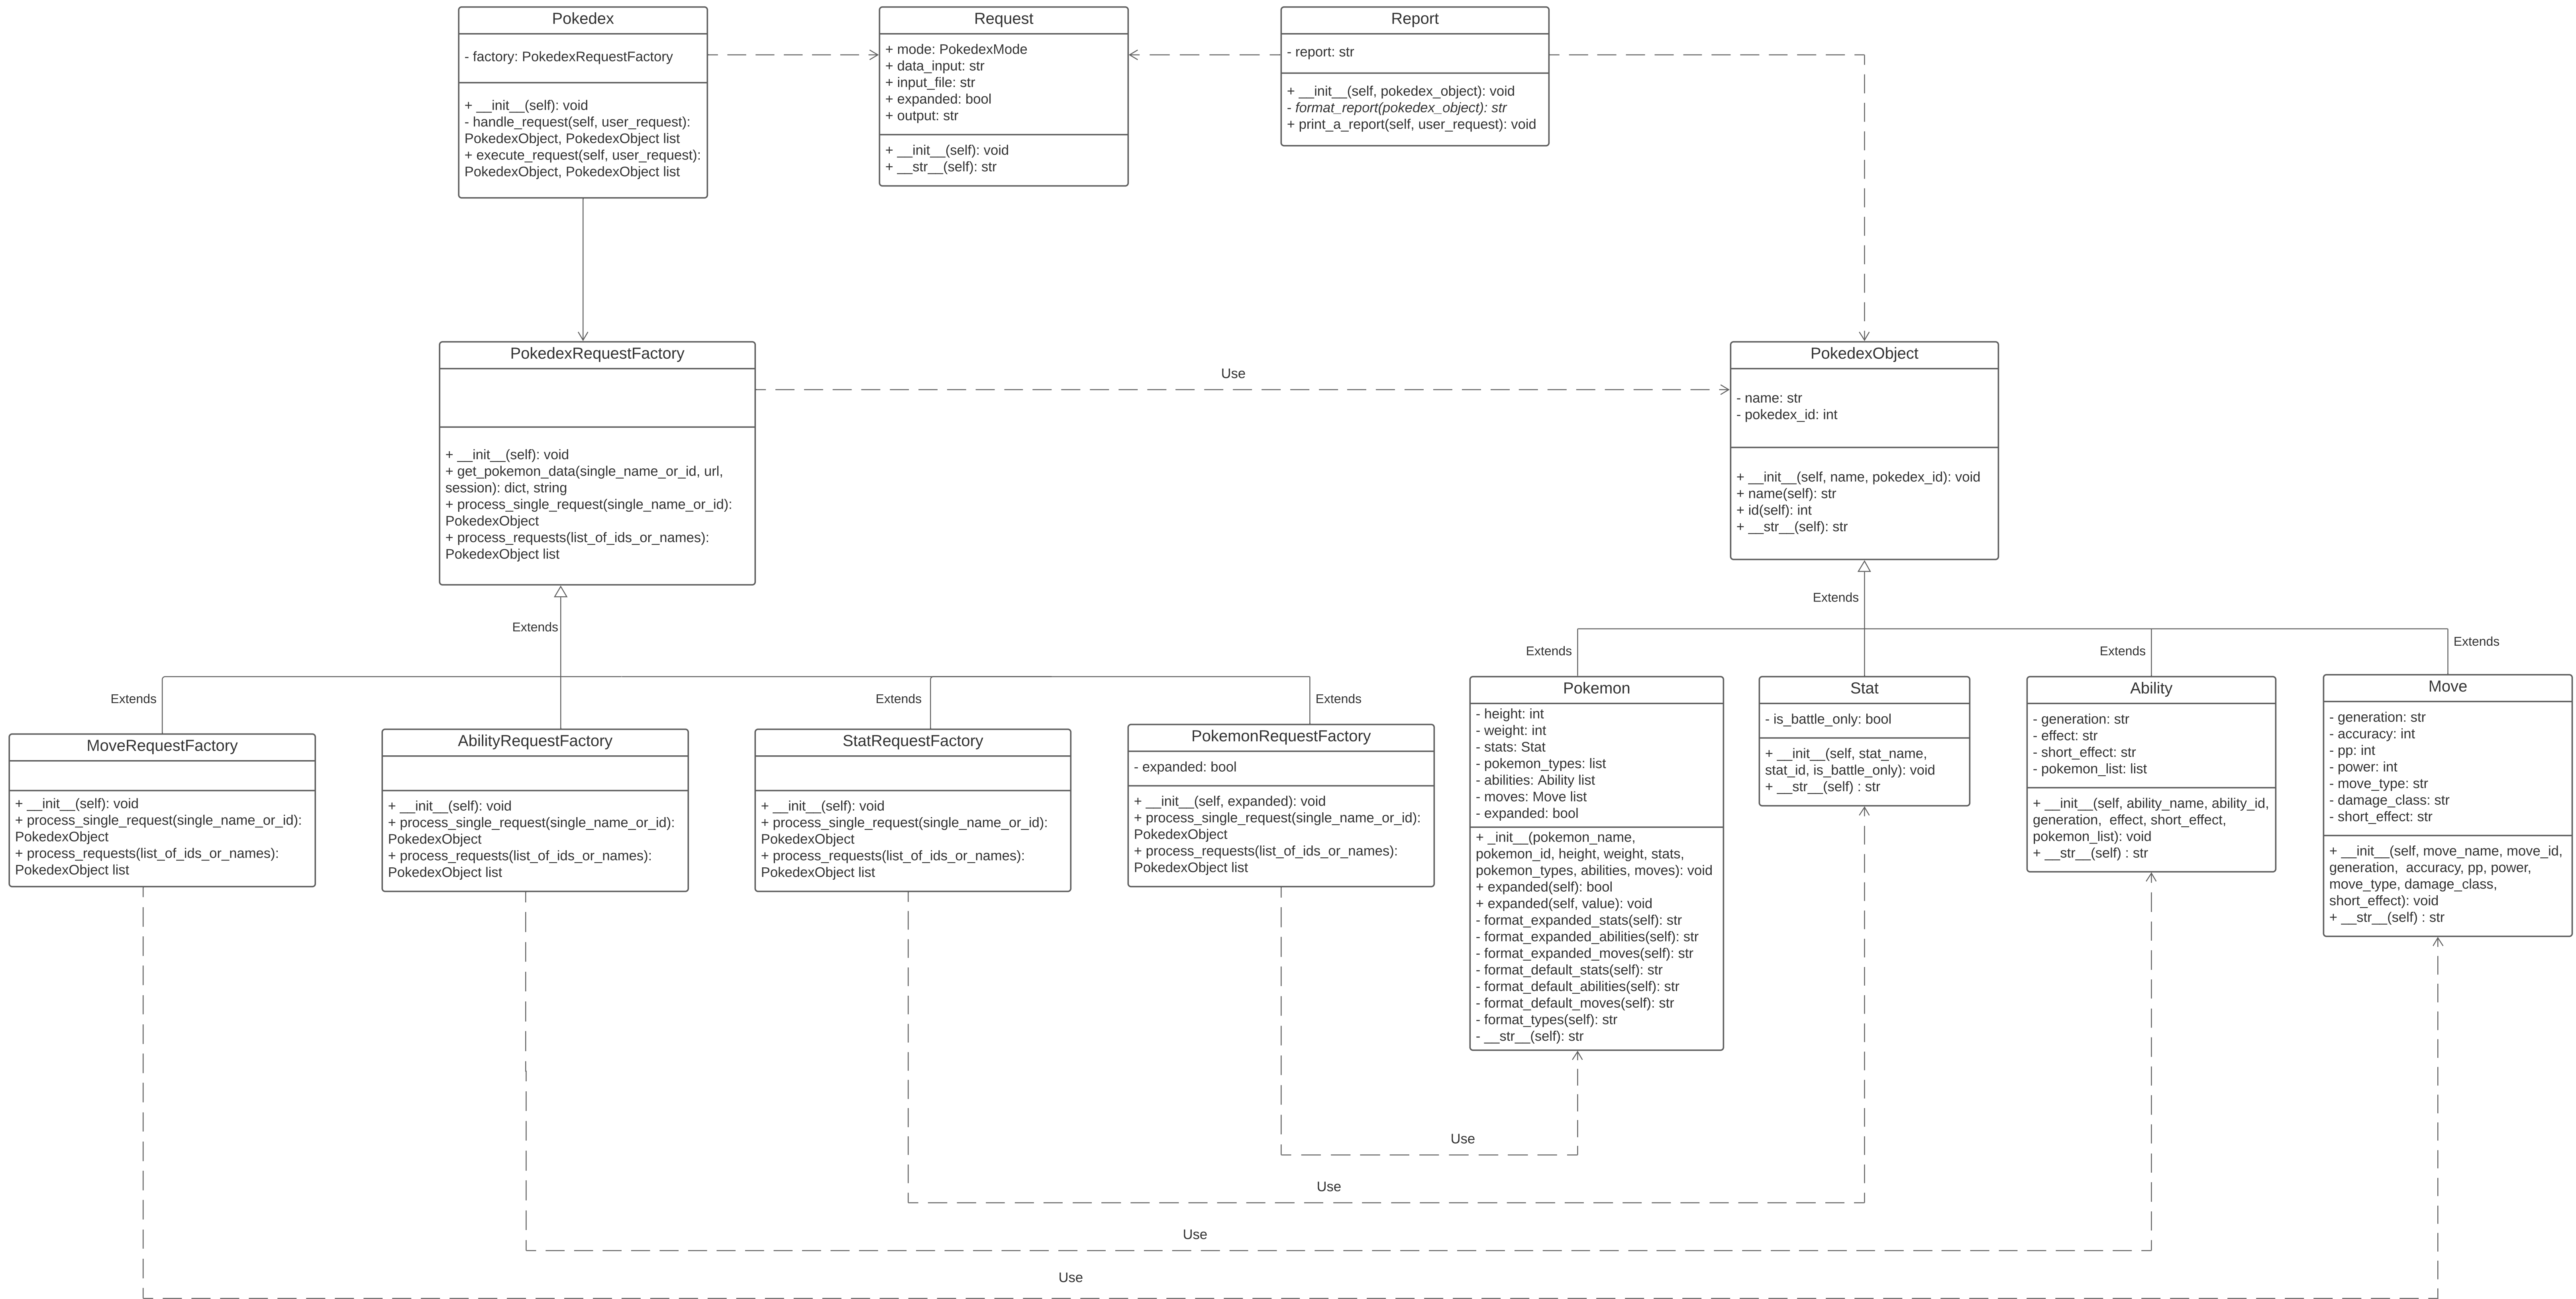 Pokedex
- factory: PokedexRequestFactory
+ __init__(self): void
- handle_request(self, user_request):
PokedexObject, PokedexObject list
+ execute_request(self, user_request):
PokedexObject, PokedexObject list
Request
+ mode: PokedexMode
+ data_input: str
+ input_file: str
+ expanded: bool
+ output: str
+ __init__(self): void
+ __str__(self): str
Report
- report: str
+ __init__(self, pokedex_object): void
- format_report(pokedex_object): str
+ print_a_report(self, user_request): void
PokedexRequestFactory
+ __init__(self): void
+ get_pokemon_data(single_name_or_id, url,
session): dict, string
+ process_single_request(single_name_or_id):
PokedexObject
+ process_requests(list_of_ids_or_names):
PokedexObject list
Use
PokedexObject
- name: str
- pokedex_id: int
+ __init__(self, name, pokedex_id): void
+ name(self): str
+ id(self): int
+ __str__(self): str
Extends
Extends
Extends
Extends
Extends
Extends
Extends
Extends
Extends
MoveRequestFactory
+ __init__(self): void
+ process_single_request(single_name_or_id):
PokedexObject
+ process_requests(list_of_ids_or_names):
PokedexObject list
AbilityRequestFactory
+ __init__(self): void
+ process_single_request(single_name_or_id):
PokedexObject
+ process_requests(list_of_ids_or_names):
PokedexObject list
StatRequestFactory
+ __init__(self): void
+ process_single_request(single_name_or_id):
PokedexObject
+ process_requests(list_of_ids_or_names):
PokedexObject list
PokemonRequestFactory
- expanded: bool
+ __init__(self, expanded): void
+ process_single_request(single_name_or_id):
PokedexObject
+ process_requests(list_of_ids_or_names):
PokedexObject list
Pokemon
- height: int
- weight: int
- stats: Stat
- pokemon_types: list
- abilities: Ability list
- moves: Move list
- expanded: bool
+ _init__(pokemon_name,
pokemon_id, height, weight, stats,
pokemon_types, abilities, moves): void
+ expanded(self): bool
+ expanded(self, value): void
- format_expanded_stats(self): str
- format_expanded_abilities(self): str
- format_expanded_moves(self): str
- format_default_stats(self): str
- format_default_abilities(self): str
- format_default_moves(self): str
- format_types(self): str
- __str__(self): str
Stat
- is_battle_only: bool
+ __init__(self, stat_name,
stat_id, is_battle_only): void
+ __str__(self) : str
Ability
- generation: str
- effect: str
- short_effect: str
- pokemon_list: list
+ __init__(self, ability_name, ability_id,
generation,  effect, short_effect,
pokemon_list): void
+ __str__(self) : str
Move
- generation: str
- accuracy: int
- pp: int
- power: int
- move_type: str
- damage_class: str
- short_effect: str
+ __init__(self, move_name, move_id,
generation,  accuracy, pp, power,
move_type, damage_class,
short_effect): void
+ __str__(self) : str
Use
Use
Use
Use